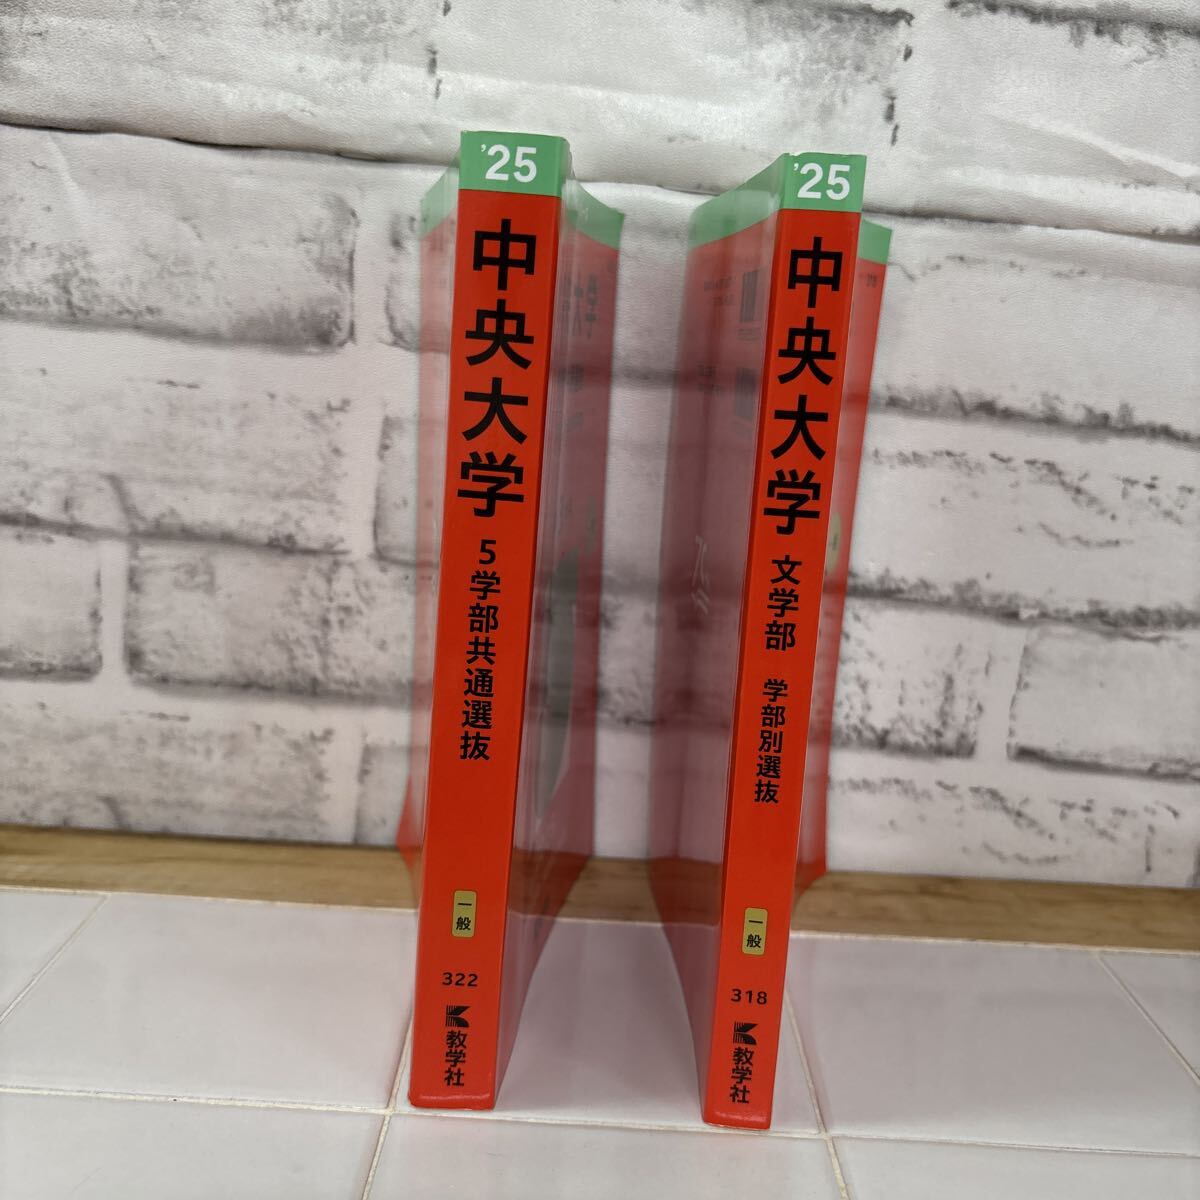 '25
中央大学
5学部共通選抜
一般
322
教学社
'25
中央大学
文学部 学部別選抜
一般
318
教学社